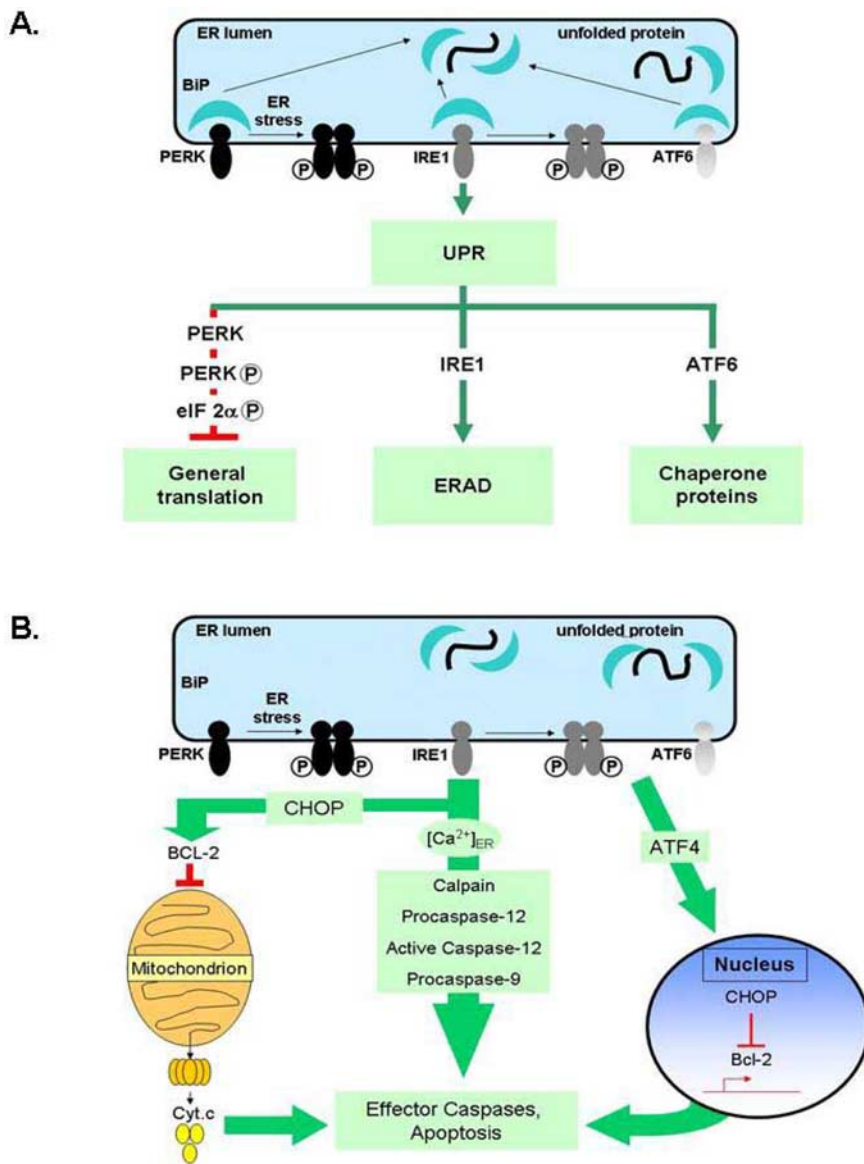 A.
ER lumen
unfolded protein
BiP
ER
stress
PERK
P
P
IRE1
P
P
ATF6
UPR
PERK
PERK P
eIF 2α P
IRE1
ATF6
General
translation
ERAD
Chaperone
proteins
B.
ER lumen
unfolded protein
BiP
ER
stress
PERK
P
P
IRE1
P
P
ATF6
CHOP
[Ca²⁺]ER
ATF4
BCL-2
Calpain
Procaspase-12
Active Caspase-12
Procaspase-9
Mitochondrion
Nucleus
CHOP
Bcl-2
Cyt.c
Effector Caspases,
Apoptosis